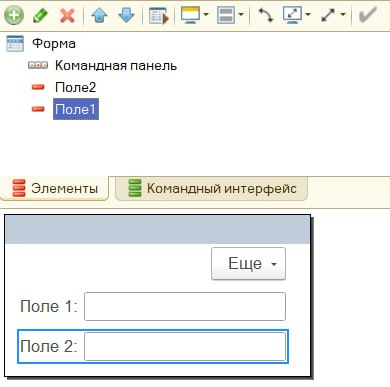 Форма
Командная панель
Поле2
Поле1
Элементы
Командный интерфейс
Еще
Поле 1:
Поле 2: